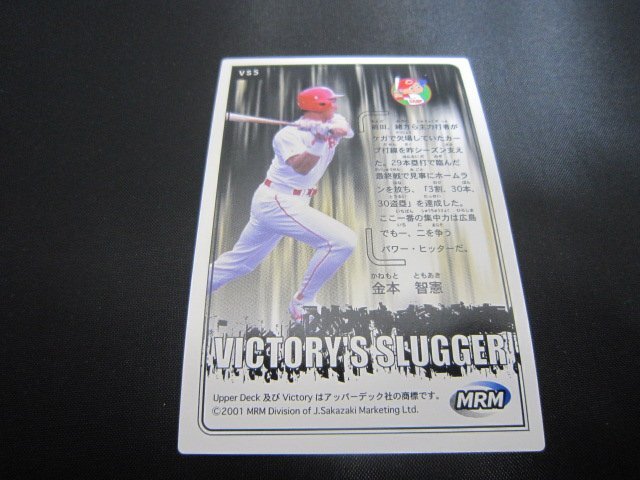 VS5
前田、緒方ら主力打者が
ケガで欠場していたカー
プ打線を昨シーズン支え
た。29本塁打で臨んだ
最終戦で見事にホームラ
ンを放ち、「3割、30本、
30盗塁」を達成した。
ここ一番の集中力は広島
でも一、二を争う
パワー・ヒッターだ。
かねもと ともあき
金本 智憲
VICTORY'S SLUGGER
Upper Deck 及び Victory はアッパーデック社の商標です。
©2001 MRM Division of J.Sakazaki Marketing Ltd.
MRM